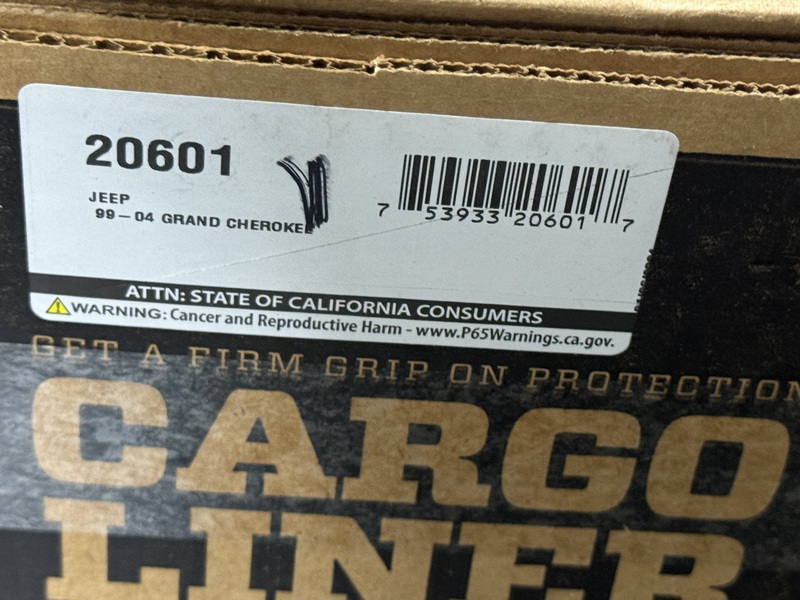 20601
JEEP
99-04 GRAND CHEROKEE
7 53933 20601 7
ATTN: STATE OF CALIFORNIA CONSUMERS
WARNING: Cancer and Reproductive Harm - www.P65Warnings.ca.gov.
GET A FIRM GRIP ON PROTECTION
CARGO
LINER